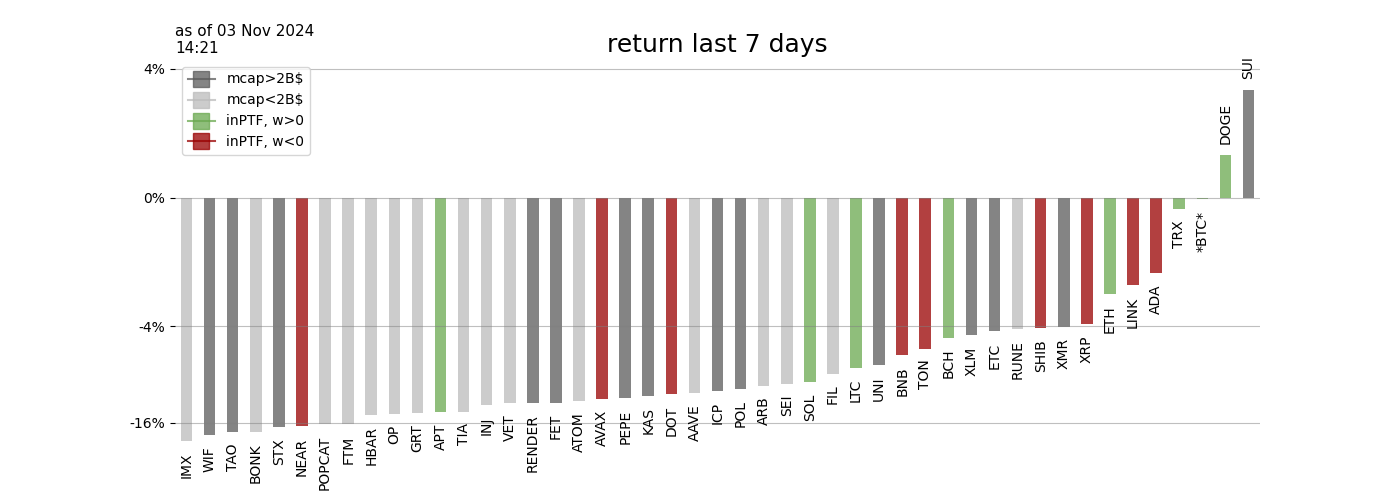 as of 03 Nov 2024
14:21
return last 7 days
4%
0%
-4%
-16%
mcap>2B$
mcap<2B$
inPTF, w>0
inPTF, w<0
IMX
WIF
TAO
BONK
STX
NEAR
POPCAT
FTM
HBAR
OP
GRT
APT
TIA
INJ
VET
RENDER
FET
ATOM
AVAX
PEPE
KAS
DOT
AAVE
ICP
POL
ARB
SEI
SOL
FIL
LTC
UNI
BNB
TON
BCH
XLM
ETC
RUNE
SHIB
XMR
XRP
ETH
LINK
ADA
TRX
*BTC*
DOGE
SUI